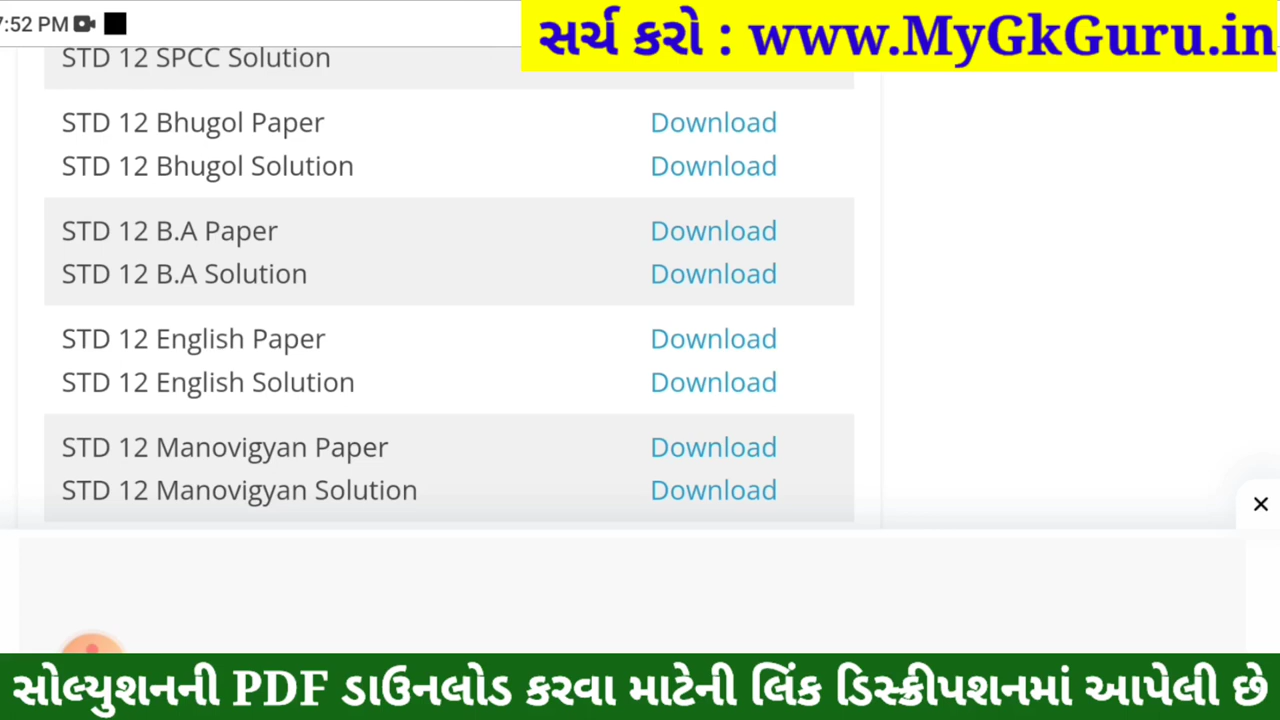 7:52 PM
સર્ચ કરો : www.MyGkGuru.in
STD 12 SPCC Solution
STD 12 Bhugol Paper Download
STD 12 Bhugol Solution Download
STD 12 B.A Paper Download
STD 12 B.A Solution Download
STD 12 English Paper Download
STD 12 English Solution Download
STD 12 Manovigyan Paper Download
STD 12 Manovigyan Solution Download
સોલ્યુશનની PDF ડાઉનલોડ કરવા માટેની લિંક ડિસ્ક્રીપશનમાં આપેલી છે